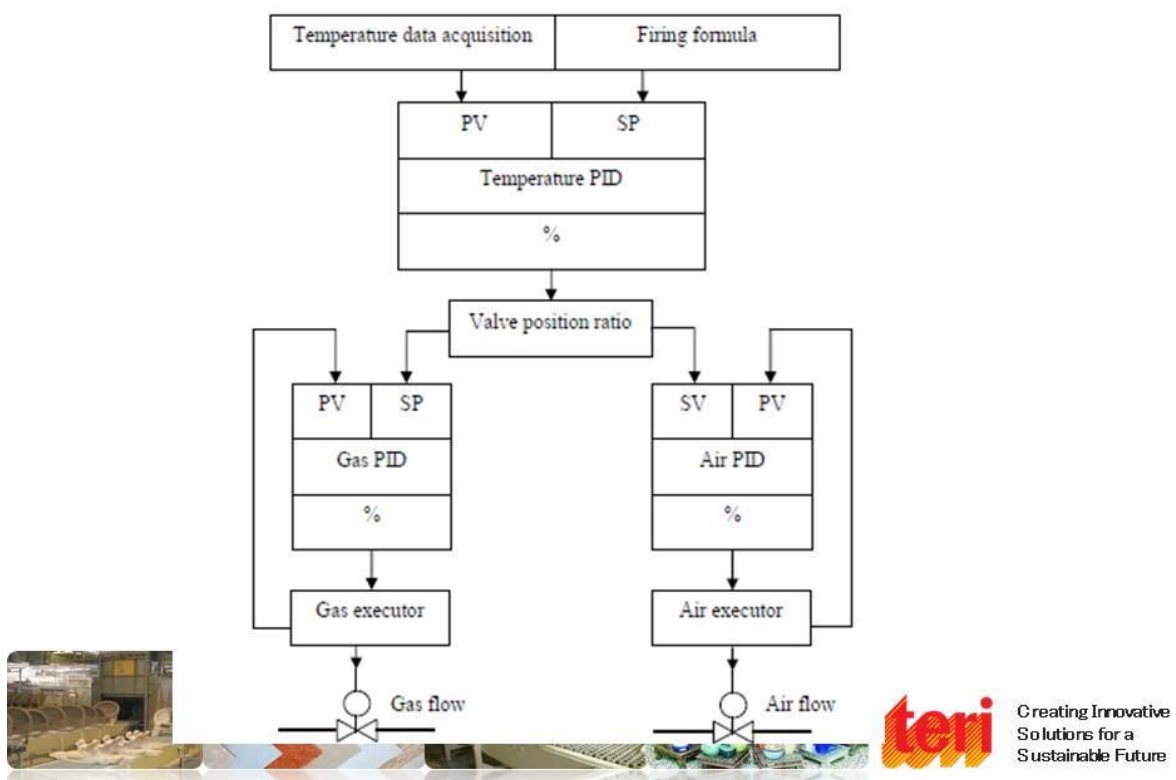 Temperature data acquisition
Firing formula
PV
SP
Temperature PID
%
Valve position ratio
PV
SP
SV
PV
Gas PID
Air PID
%
%
Gas executor
Air executor
Gas flow
Air flow
teri
Creating Innovative
Solutions for a
Sustainable Future